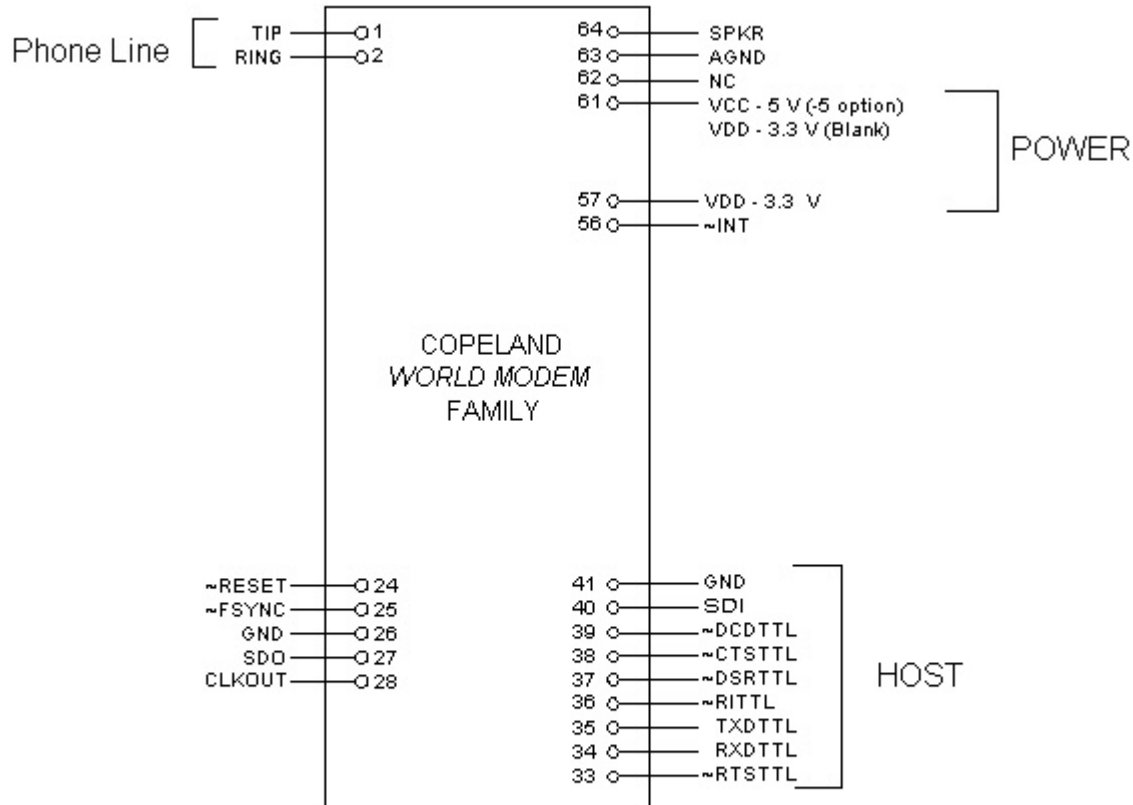 Phone Line
TIP 1
RING 2
64 SPKR
63 AGND
62 NC
61 VCC - 5 V (-5 option)
VDD - 3.3 V (Blank)
POWER
57 VDD - 3.3 V
56 ~INT
COPELAND
WORLD MODEM
FAMILY
~RESET 24
~FSYNC 25
GND 26
SDO 27
CLKOUT 28
41 GND
40 SDI
39 ~DCDTTL
38 ~CTSTTL
37 ~DSRTTL
36 ~RITTL
35 TXDTTL
34 RXDTTL
33 ~RTSTTL
HOST